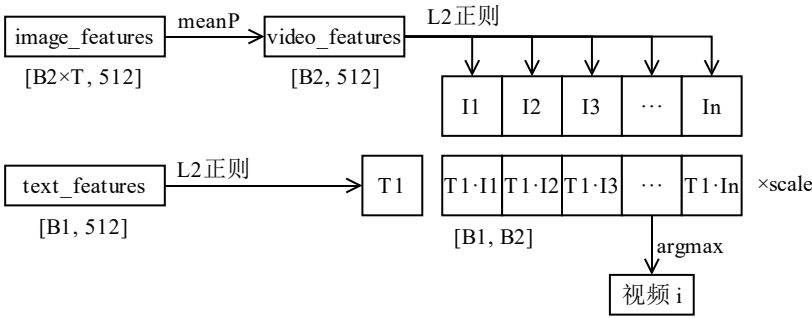 image_features
meanP
video_features
L2正则
[B2×T, 512]
[B2, 512]
I1 I2 I3 ··· In
text_features
L2正则
T1
T1·I1 T1·I2 T1·I3 ··· T1·In
×scale
[B1, 512]
[B1, B2]
argmax
视频 i